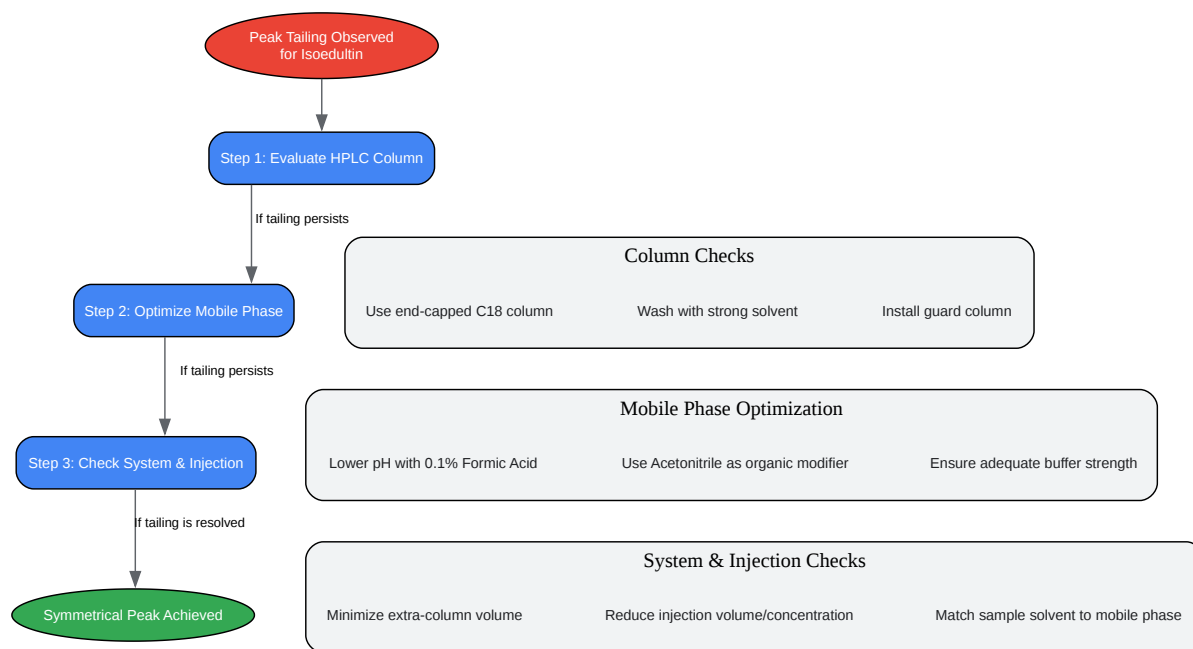 Peak Tailing Observed
for Isoedultin
Step 1: Evaluate HPLC Column
If tailing persists
Column Checks
Use end-capped C18 column
Wash with strong solvent
Install guard column
Step 2: Optimize Mobile Phase
If tailing persists
Mobile Phase Optimization
Lower pH with 0.1% Formic Acid
Use Acetonitrile as organic modifier
Ensure adequate buffer strength
Step 3: Check System & Injection
If tailing is resolved
System & Injection Checks
Minimize extra-column volume
Reduce injection volume/concentration
Match sample solvent to mobile phase
Symmetrical Peak Achieved